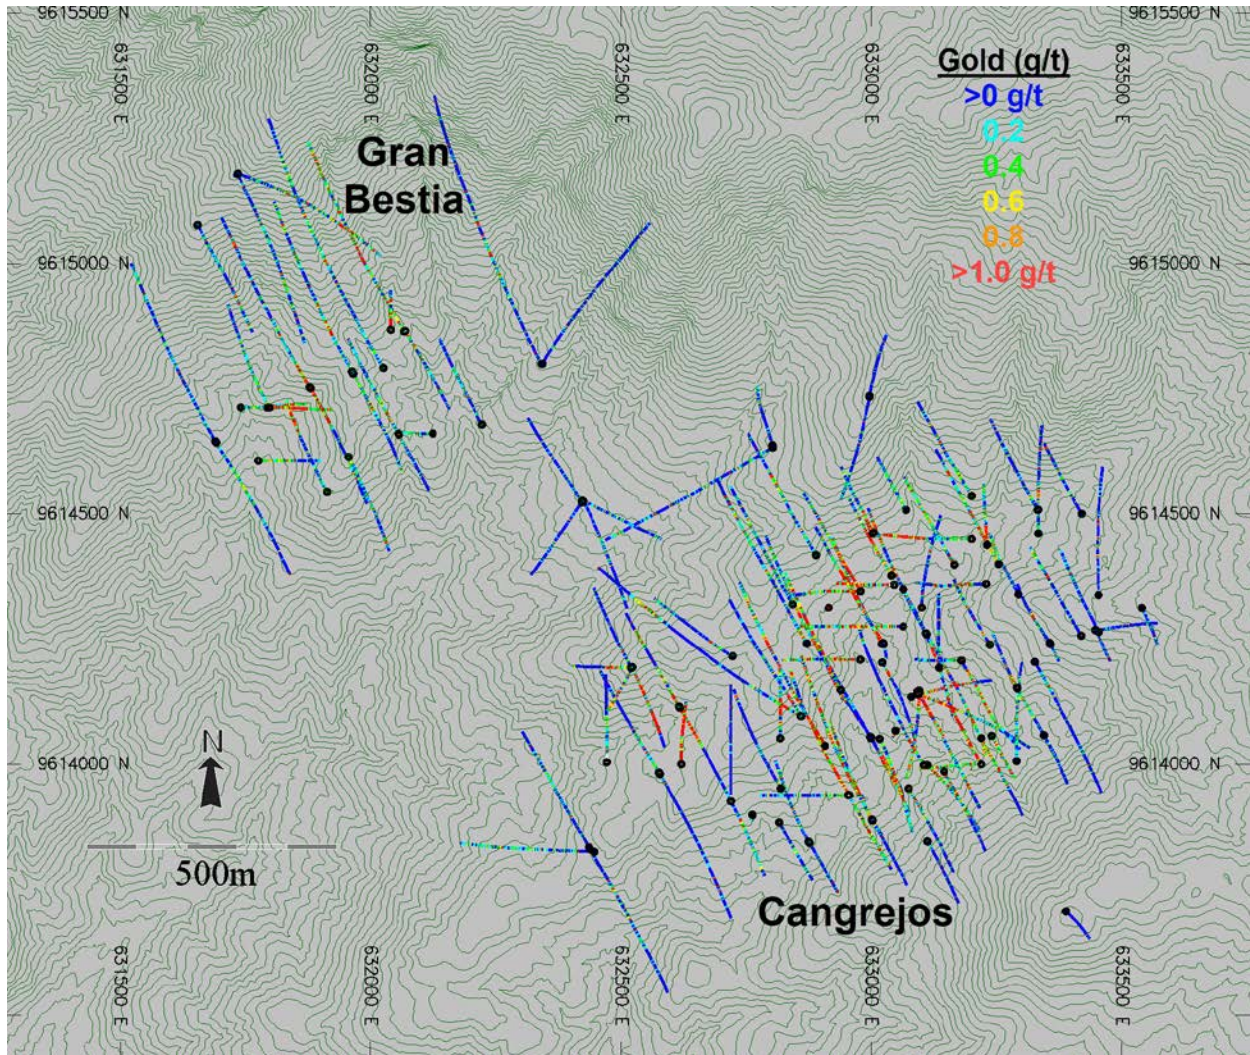 9615500 N
9615500 N
631500 E
632000 E
632500 E
633000 E
633500 E
Gold (g/t)
>0 g/t
0.2
0.4
0.6
0.8
>1.0 g/t
Gran
Bestia
9615000 N
9615000 N
9614500 N
9614500 N
9614000 N
9614000 N
N
500m
Cangrejos
631500 E
632000 E
632500 E
633000 E
633500 E